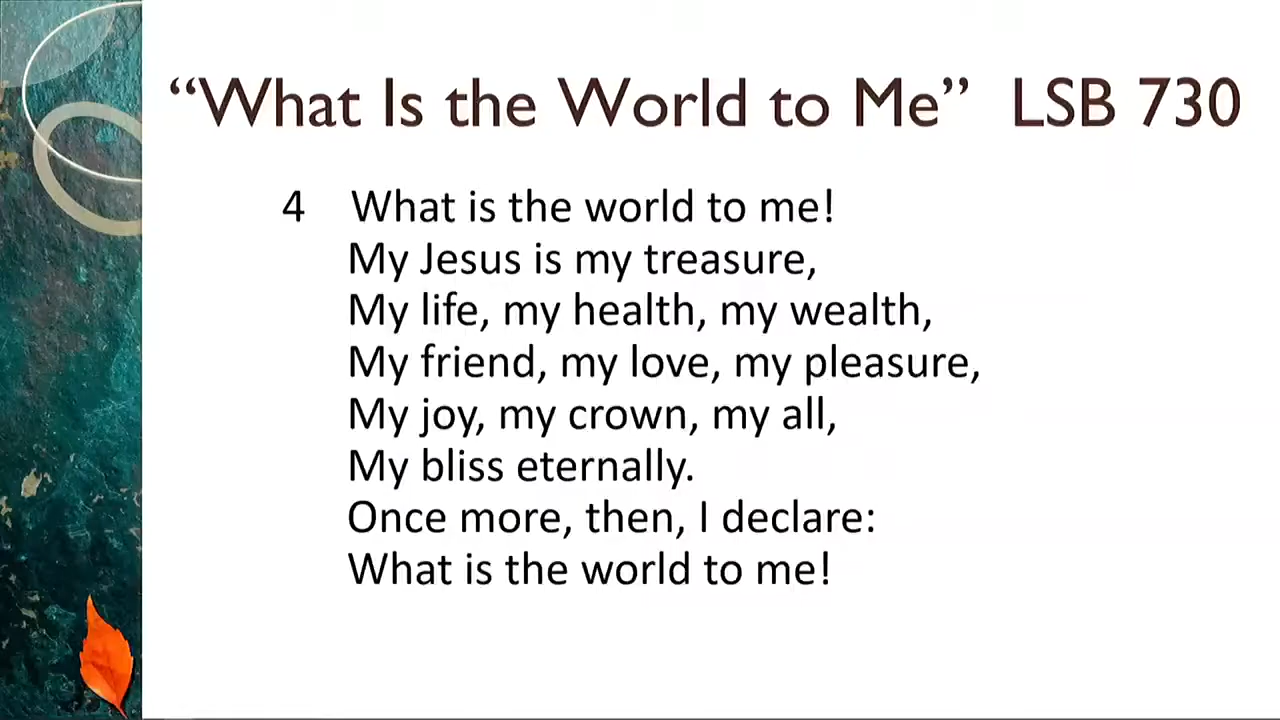 “What Is the World to Me” LSB 730
4 What is the world to me!
My Jesus is my treasure,
My life, my health, my wealth,
My friend, my love, my pleasure,
My joy, my crown, my all,
My bliss eternally.
Once more, then, I declare:
What is the world to me!